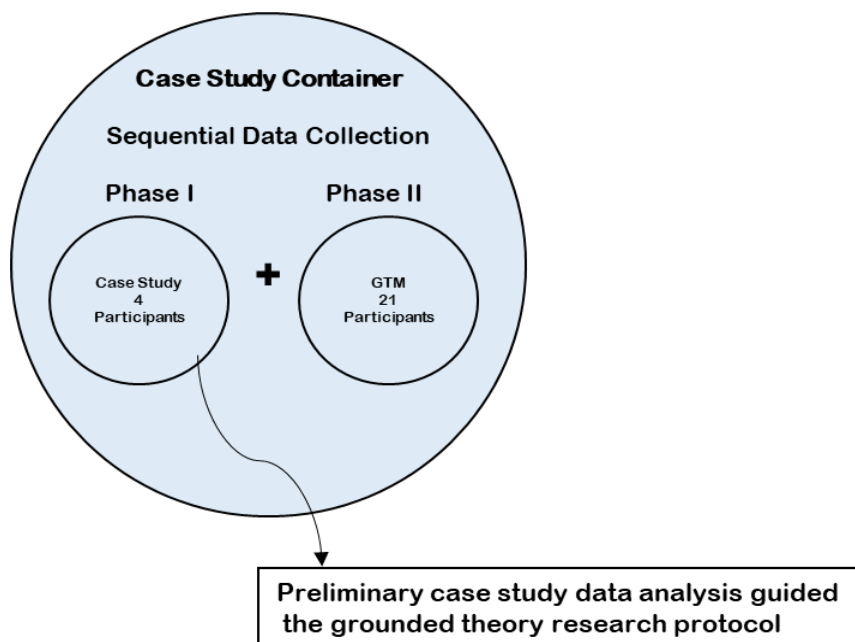 Case Study Container
Sequential Data Collection
Phase I
Phase II
Case Study
4
Participants
+
GTM
21
Participants
Preliminary case study data analysis guided
the grounded theory research protocol